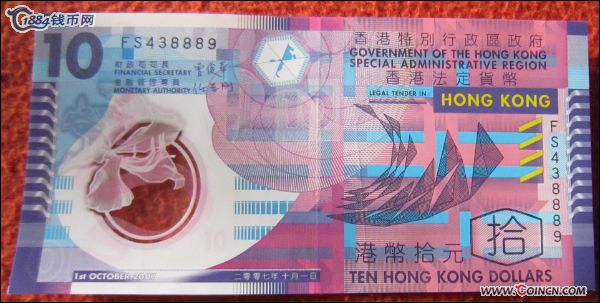 1884钱币网
10
FS438889
財政司司長
FINANCIAL SECRETARY
金融管理專員
MONETARY AUTHORITY
香港特別行政區政府
GOVERNMENT OF THE HONG KONG
SPECIAL ADMINISTRATIVE REGION
香港法定貨幣
LEGAL TENDER IN
HONG KONG
FS438889
拾
港幣拾元
TEN HONG KONG DOLLARS
10
1st OCTOBER 2007
二零零七年十月一日
www.COINCN.com